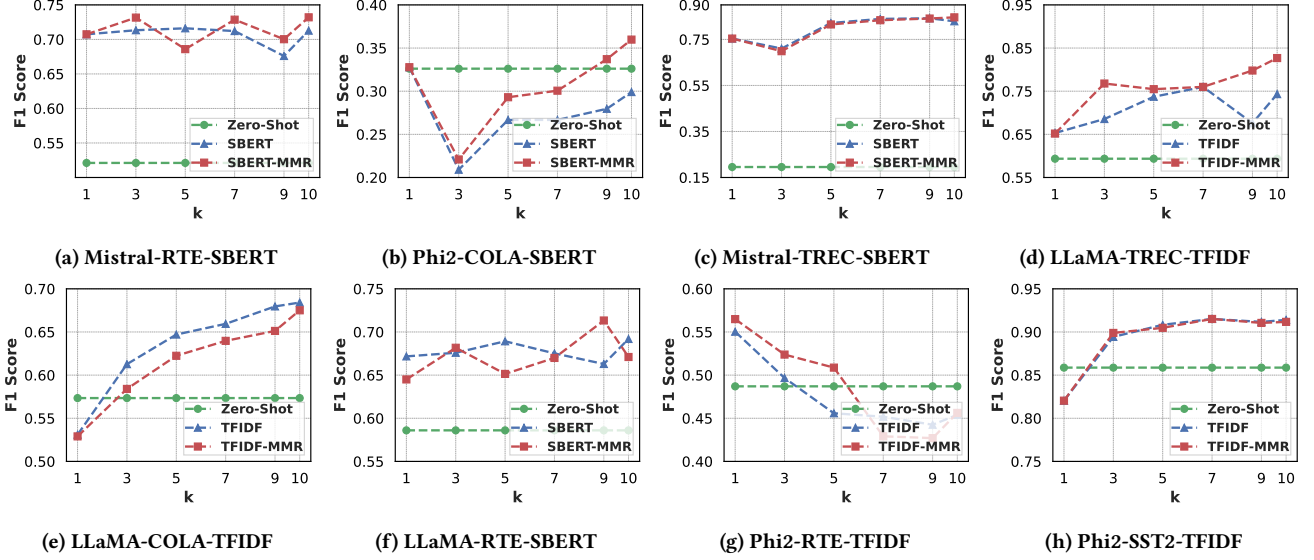 0.75
0.70
0.65
0.60
0.55
F1 Score
1 3 5 7 9 10
k
Zero-Shot
SBERT
SBERT-MMR
(a) Mistral-RTE-SBERT
0.40
0.35
0.30
0.25
0.20
F1 Score
1 3 5 7 9 10
k
Zero-Shot
SBERT
SBERT-MMR
(b) Phi2-COLA-SBERT
0.90
0.75
0.55
0.35
0.15
F1 Score
1 3 5 7 9 10
k
Zero-Shot
SBERT
SBERT-MMR
(c) Mistral-TREC-SBERT
0.95
0.85
0.75
0.65
0.55
F1 Score
1 3 5 7 9 10
k
Zero-Shot
TFIDF
TFIDF-MMR
(d) LLaMA-TREC-TFIDF
0.70
0.65
0.60
0.55
0.50
F1 Score
1 3 5 7 9 10
k
Zero-Shot
TFIDF
TFIDF-MMR
(e) LLaMA-COLA-TFIDF
0.80
0.75
0.70
0.65
0.60
0.55
F1 Score
1 3 5 7 9 10
k
Zero-Shot
SBERT
SBERT-MMR
(f) LLaMA-RTE-SBERT
0.60
0.55
0.50
0.45
0.40
F1 Score
1 3 5 7 9 10
k
Zero-Shot
TFIDF
TFIDF-MMR
(g) Phi2-RTE-TFIDF
0.95
0.90
0.85
0.80
0.75
F1 Score
1 3 5 7 9 10
k
Zero-Shot
TFIDF
TFIDF-MMR
(h) Phi2-SST2-TFIDF